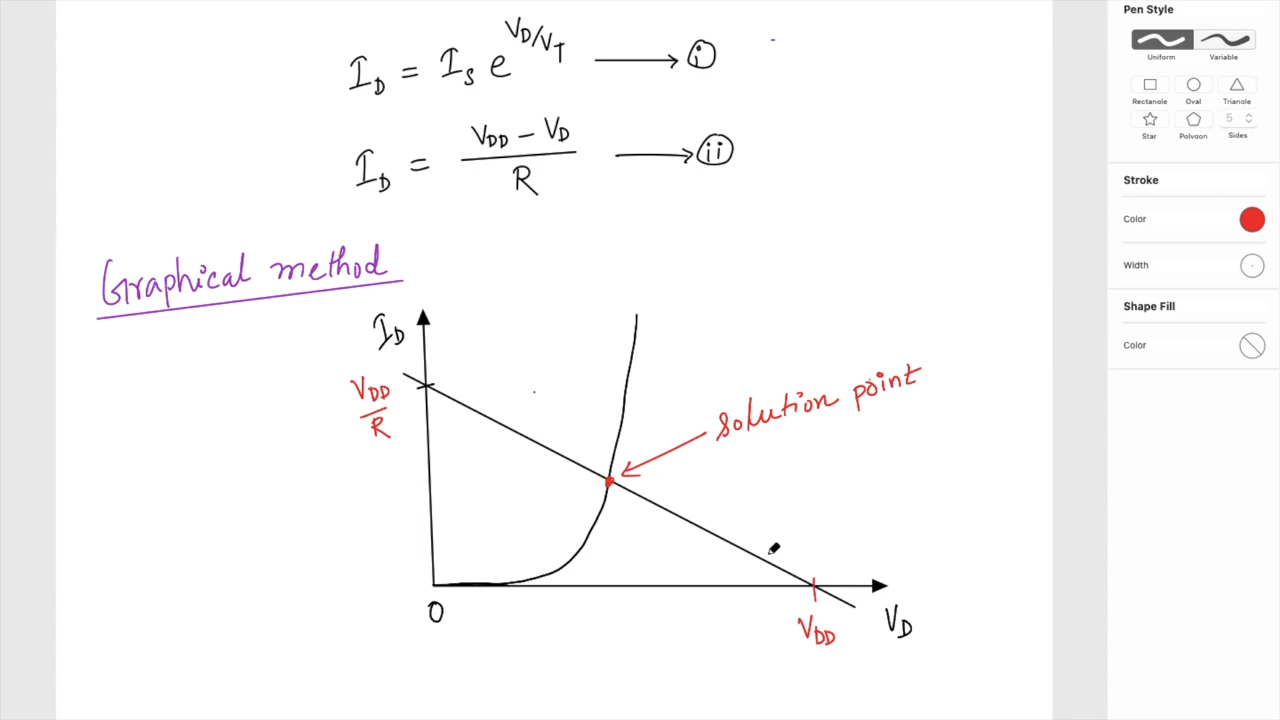 I_D = I_S e^{V_D/V_T} ⟶ ⓘ
I_D = (V_DD − V_D) / R ⟶ ⓘⓘ
Graphical method
I_D
V_DD / R
solution point
0
V_DD
V_D
Pen Style
Uniform Variable
Rectangle Oval Triangle
5
Star Polygon Sides
Stroke
Color
Width
Shape Fill
Color